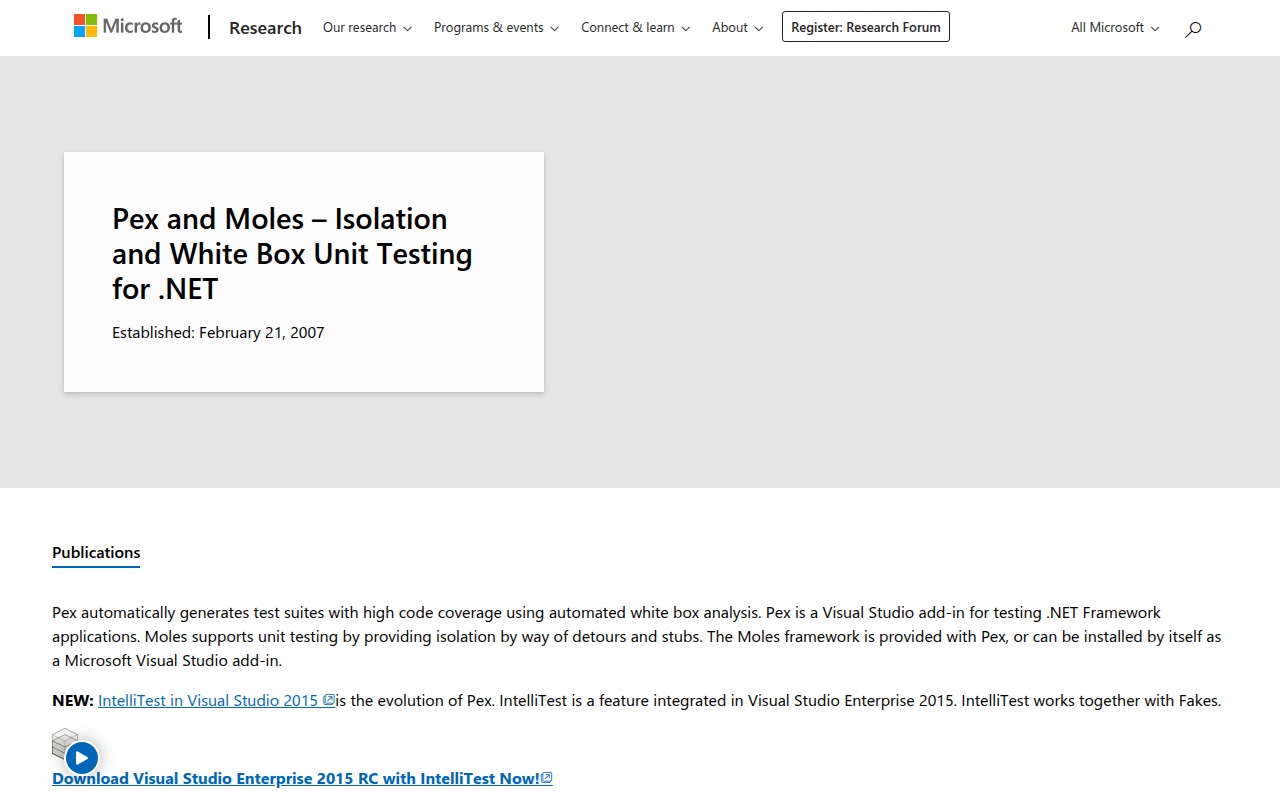 Microsoft
Research
Our research
Programs & events
Connect & learn
About
Register: Research Forum
All Microsoft
Pex and Moles – Isolation
and White Box Unit Testing
for .NET
Established: February 21, 2007
Publications
Pex automatically generates test suites with high code coverage using automated white box analysis. Pex is a Visual Studio add-in for testing .NET Framework
applications. Moles supports unit testing by providing isolation by way of detours and stubs. The Moles framework is provided with Pex, or can be installed by itself as
a Microsoft Visual Studio add-in.
NEW: IntelliTest in Visual Studio 2015 is the evolution of Pex. IntelliTest is a feature integrated in Visual Studio Enterprise 2015. IntelliTest works together with Fakes.
Download Visual Studio Enterprise 2015 RC with IntelliTest Now!